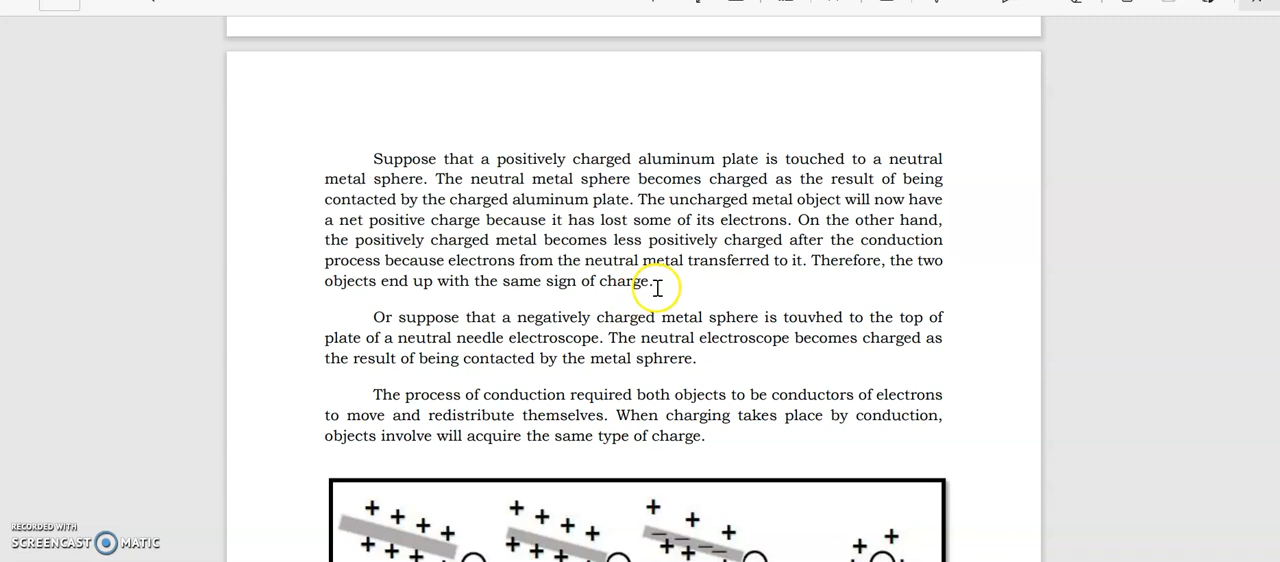 Suppose that a positively charged aluminum plate is touched to a neutral
metal sphere. The neutral metal sphere becomes charged as the result of being
contacted by the charged aluminum plate. The uncharged metal object will now have
a net positive charge because it has lost some of its electrons. On the other hand,
the positively charged metal becomes less positively charged after the conduction
process because electrons from the neutral metal transferred to it. Therefore, the two
objects end up with the same sign of charge.
Or suppose that a negatively charged metal sphere is touvhed to the top of
plate of a neutral needle electroscope. The neutral electroscope becomes charged as
the result of being contacted by the metal sphrere.
The process of conduction required both objects to be conductors of electrons
to move and redistribute themselves. When charging takes place by conduction,
objects involve will acquire the same type of charge.
RECORDED WITH
SCREENCAST MATIC